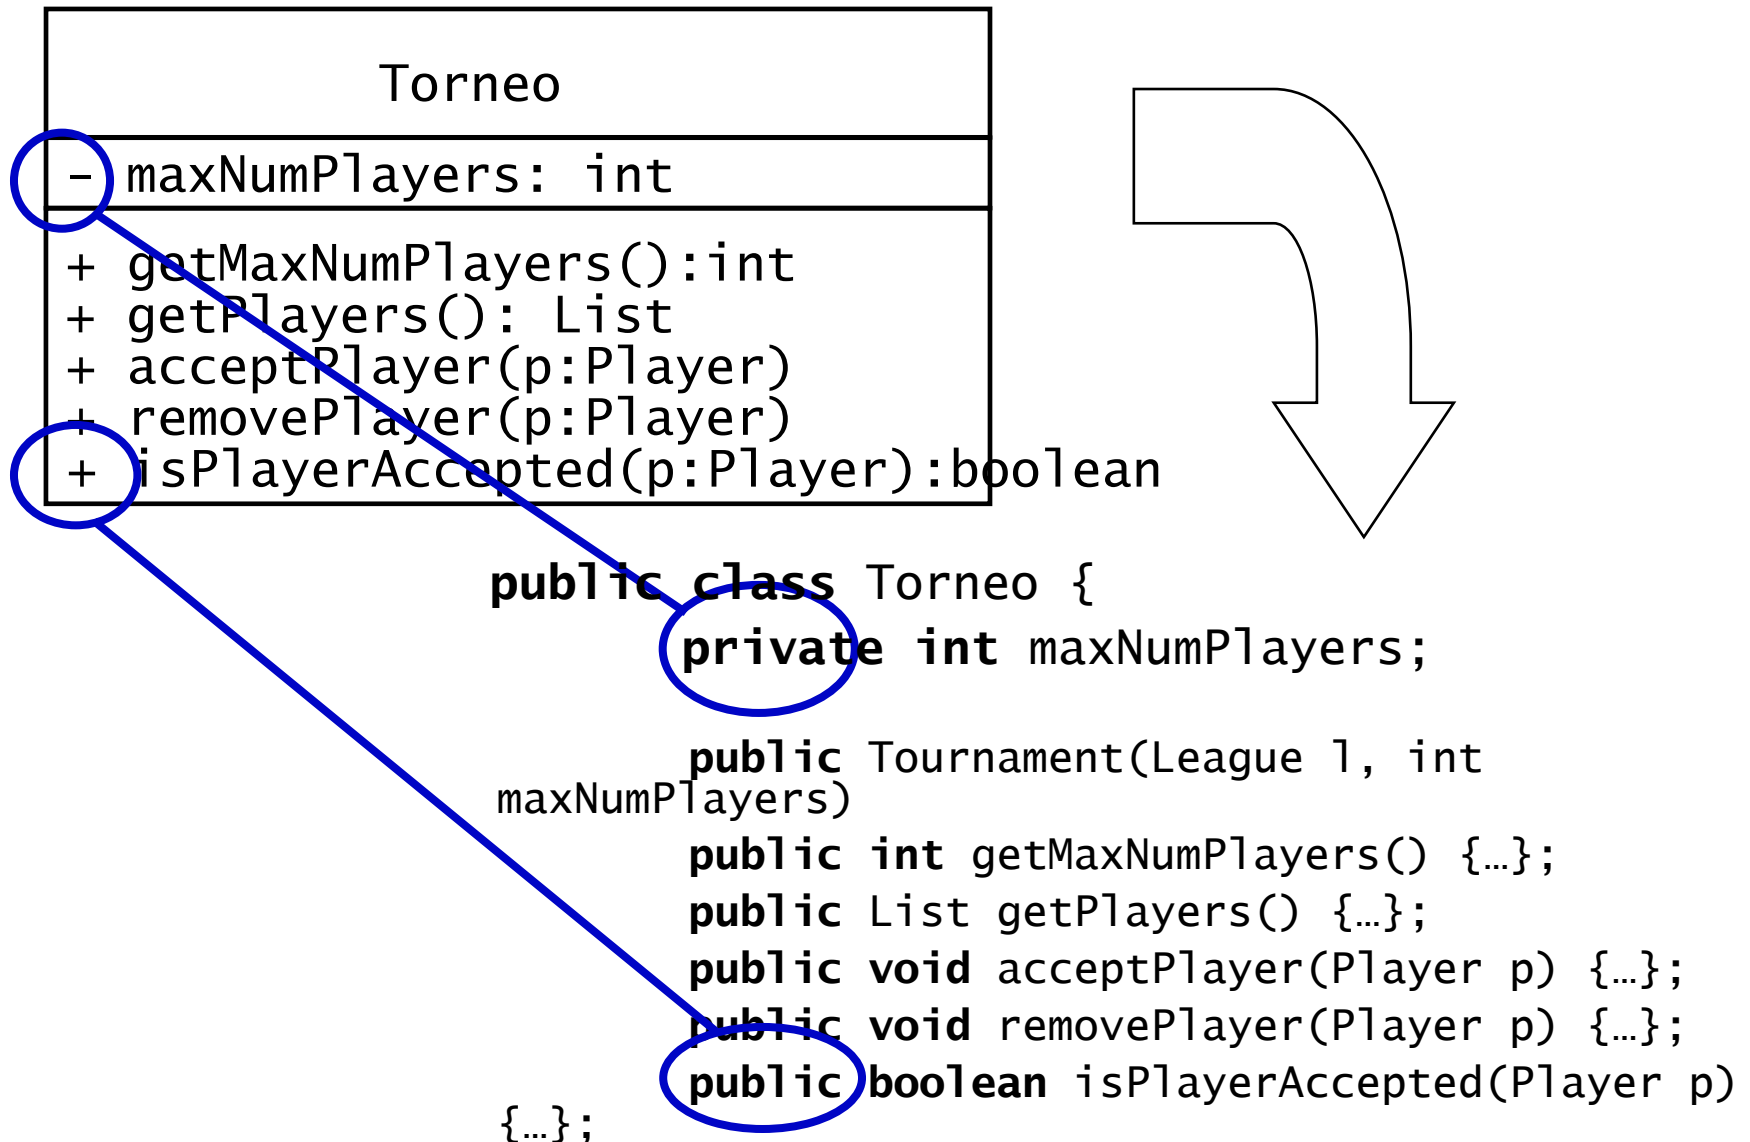 Torneo
- maxNumPlayers: int
+ getMaxNumPlayers():int
+ getPlayers(): List
+ acceptPlayer(p:Player)
+ removePlayer(p:Player)
+ isPlayerAccepted(p:Player):boolean
public class Torneo {
private int maxNumPlayers;
public Tournament(League l, int
maxNumPlayers)
public int getMaxNumPlayers() {…};
public List getPlayers() {…};
public void acceptPlayer(Player p) {…};
public void removePlayer(Player p) {…};
public boolean isPlayerAccepted(Player p)
{…};